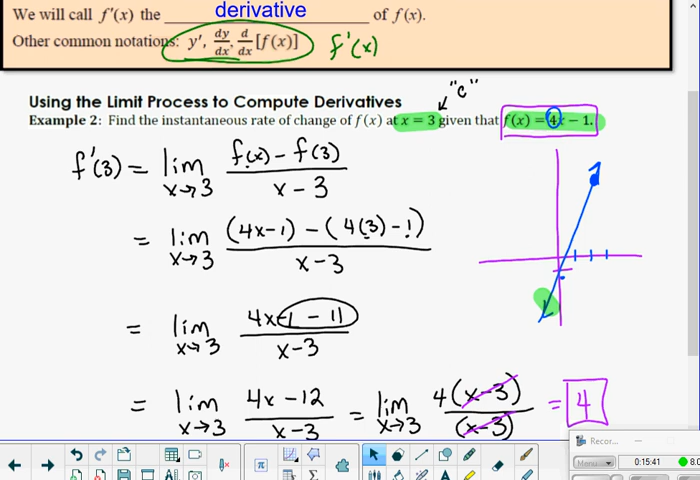 We will call f'(x) the derivative of f(x).
Other common notations: y', dy/dx, d/dx [f(x)] f'(x)
"c"
Using the Limit Process to Compute Derivatives
Example 2: Find the instantaneous rate of change of f(x) at x = 3 given that f(x) = 4x − 1.
f'(3) = lim x→3 f(x) − f(3) / x − 3
= lim x→3 (4x−1) − (4(3)−1) / x−3
= lim x→3 4x−1 − 11 / x−3
= lim x→3 4x −12 / x−3 = lim x→3 4(x−3) / (x−3) = 4
Recor...
Menu 0:15:41 8.0